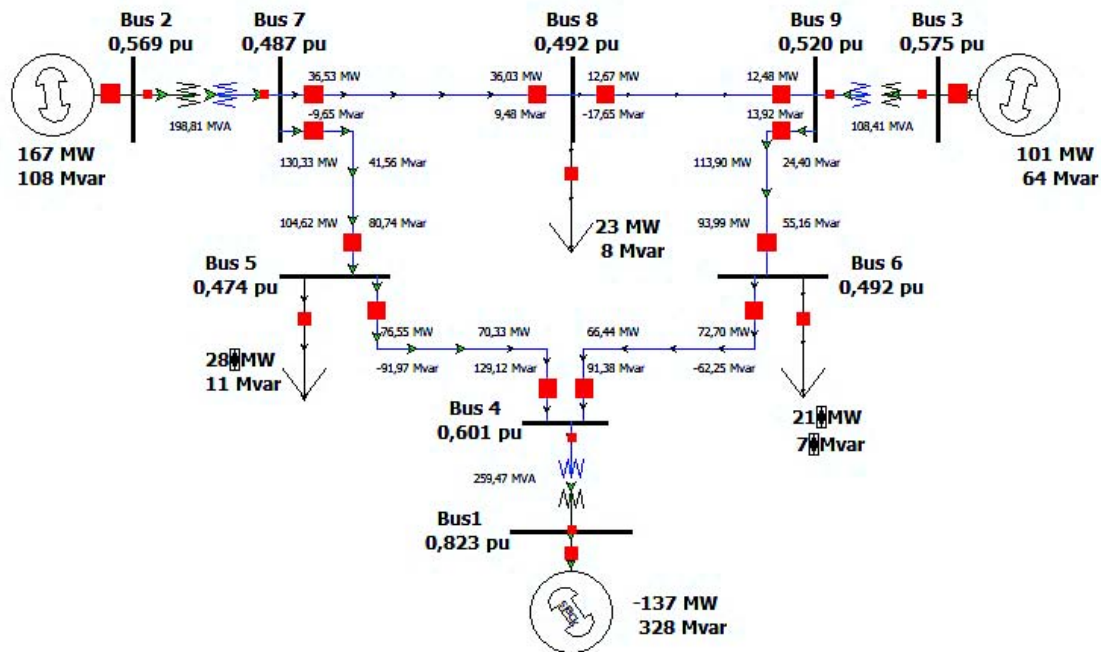 Bus 2
0,569 pu
Bus 7
0,487 pu
Bus 8
0,492 pu
Bus 9
0,520 pu
Bus 3
0,575 pu
36,53 MW
36,03 MW
12,67 MW
12,48 MW
-9,65 Mvar
9,48 Mvar
-17,65 Mvar
13,92 Mvar
198,81 MVA
108,41 MVA
167 MW
108 Mvar
130,33 MW
41,56 Mvar
113,90 MW
24,40 Mvar
101 MW
64 Mvar
104,62 MW
80,74 Mvar
23 MW
8 Mvar
93,99 MW
55,16 Mvar
Bus 5
0,474 pu
Bus 6
0,492 pu
76,55 MW
70,33 MW
66,44 MW
72,70 MW
28 MW
11 Mvar
-91,97 Mvar
129,12 Mvar
91,38 Mvar
-62,25 Mvar
Bus 4
0,601 pu
21 MW
7 Mvar
259,47 MVA
Bus1
0,823 pu
-137 MW
328 Mvar